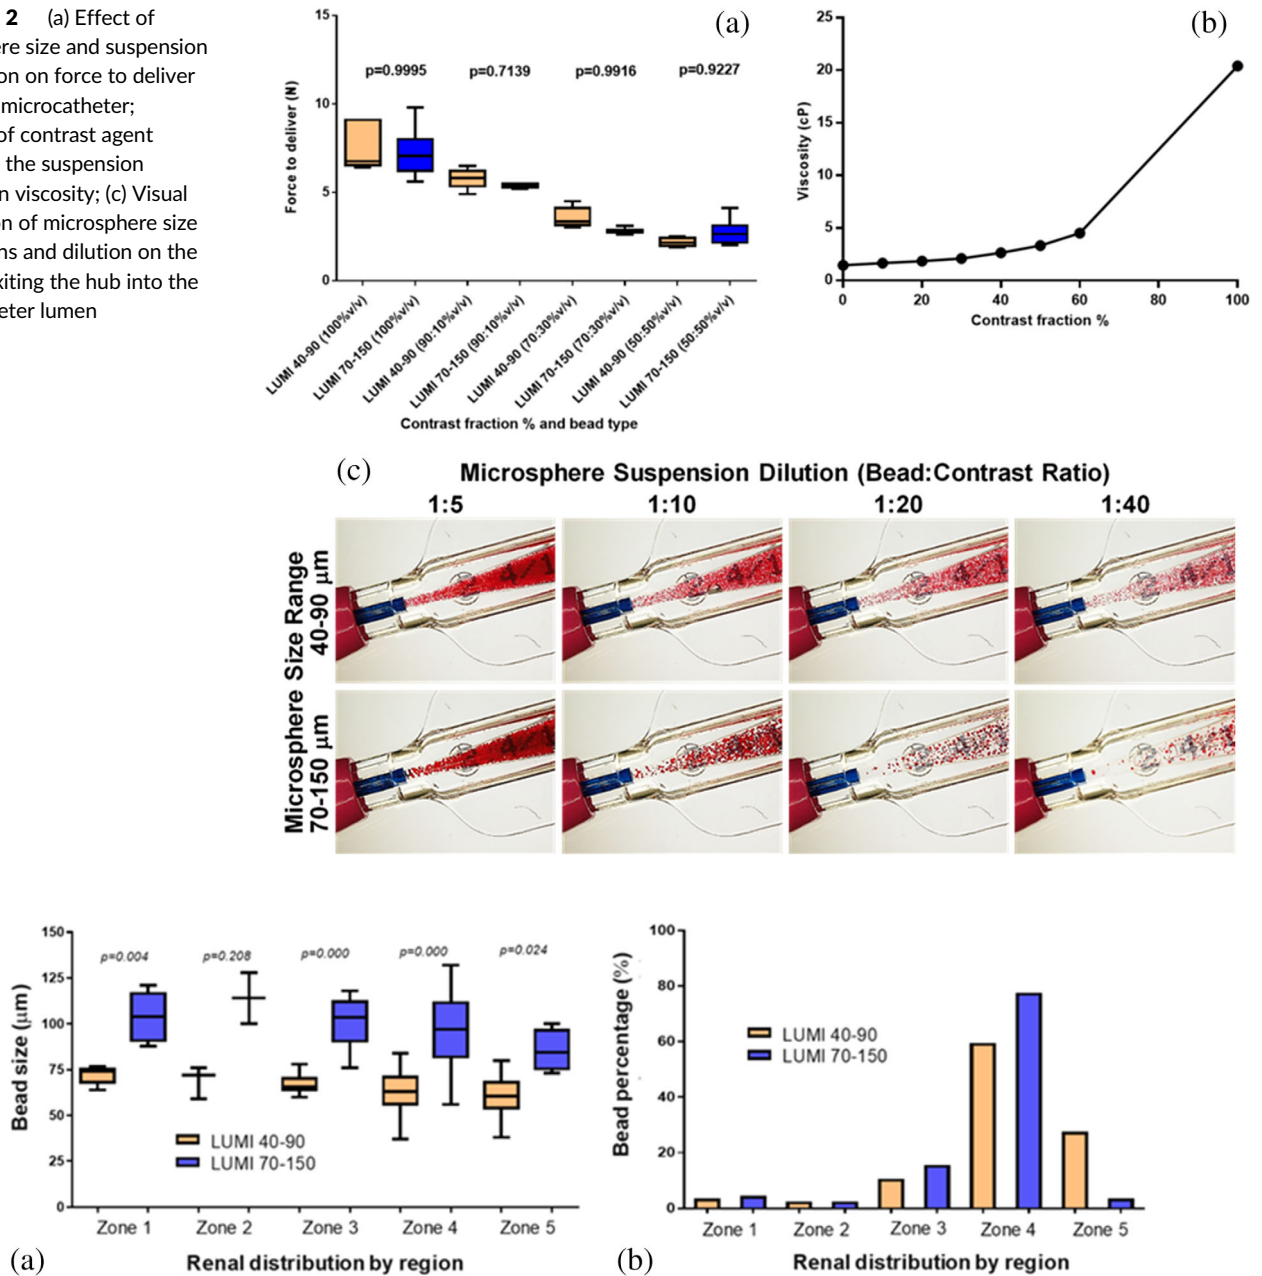 2 (a) Effect of
ere size and suspension
on on force to deliver
microcatheter;
of contrast agent
the suspension
n viscosity; (c) Visual
on of microsphere size
ns and dilution on the
xiting the hub into the
eter lumen
(a)
15
10
5
0
Force to deliver (N)
p=0.9995 p=0.7139 p=0.9916 p=0.9227
LUMI 40-90 (100%v/v)
LUMI 70-150 (100%v/v)
LUMI 40-90 (90:10%v/v)
LUMI 70-150 (90:10%v/v)
LUMI 40-90 (70:30%v/v)
LUMI 70-150 (70:30%v/v)
LUMI 40-90 (50:50%v/v)
LUMI 70-150 (50:50%v/v)
Contrast fraction % and bead type
(b)
25
20
15
10
5
0
Viscosity (cP)
0 20 40 60 80 100
Contrast fraction %
(c)
Microsphere Suspension Dilution (Bead:Contrast Ratio)
1:5 1:10 1:20 1:40
Microsphere Size Range
40-90 μm
70-150 μm
150
125
100
75
50
25
0
Bead size (μm)
p=0.004 p=0.208 p=0.000 p=0.000 p=0.024
LUMI 40-90
LUMI 70-150
Zone 1 Zone 2 Zone 3 Zone 4 Zone 5
(a)
Renal distribution by region
100
80
60
40
20
0
Bead percentage (%)
LUMI 40-90
LUMI 70-150
Zone 1 Zone 2 Zone 3 Zone 4 Zone 5
(b)
Renal distribution by region